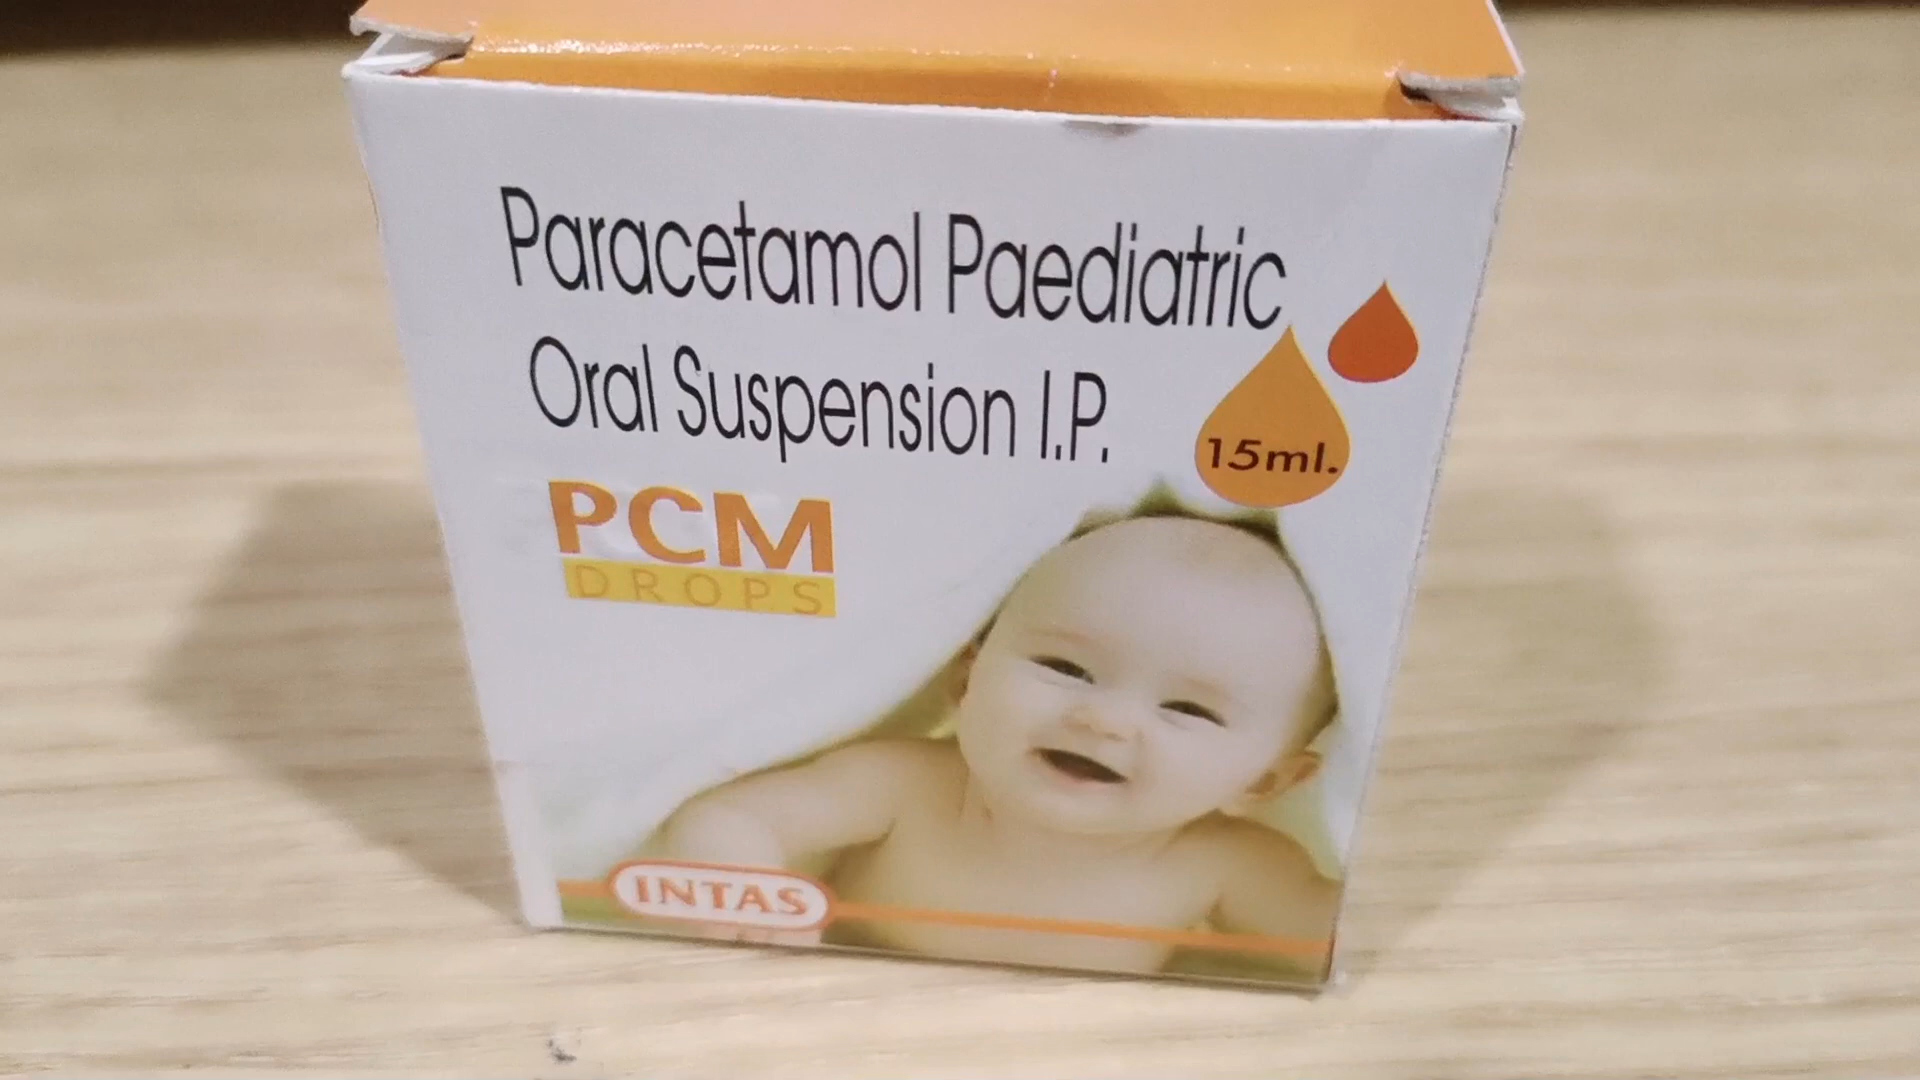 Paracetamol Paediatric
Oral Suspension I.P.
15ml.
PCM
DROPS
INTAS